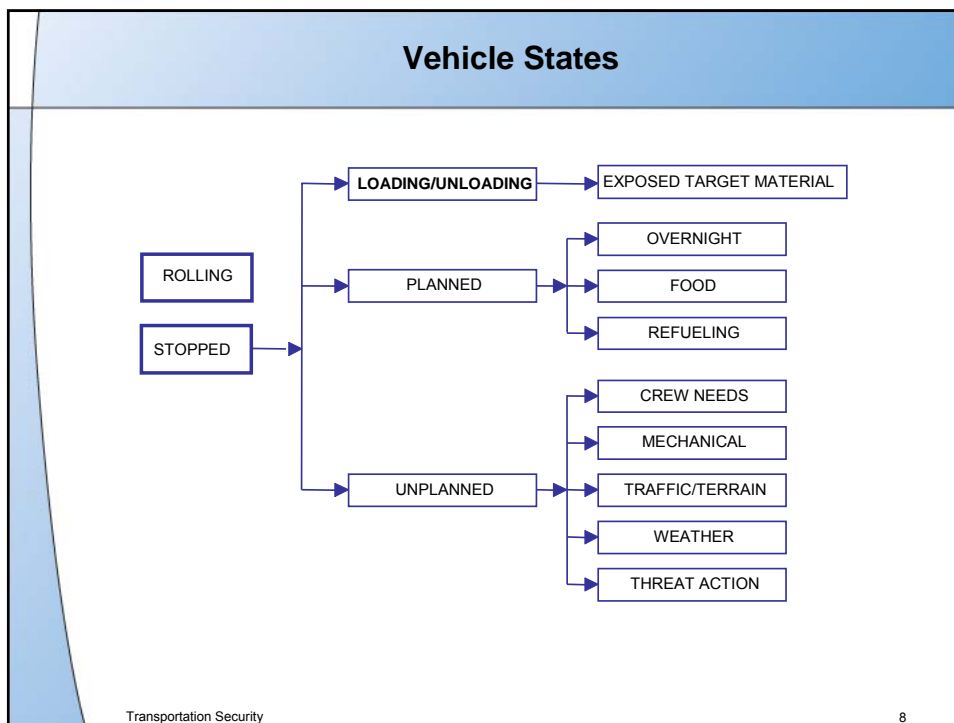 Vehicle States
ROLLING
STOPPED
LOADING/UNLOADING
EXPOSED TARGET MATERIAL
PLANNED
OVERNIGHT
FOOD
REFUELING
UNPLANNED
CREW NEEDS
MECHANICAL
TRAFFIC/TERRAIN
WEATHER
THREAT ACTION
Transportation Security
8